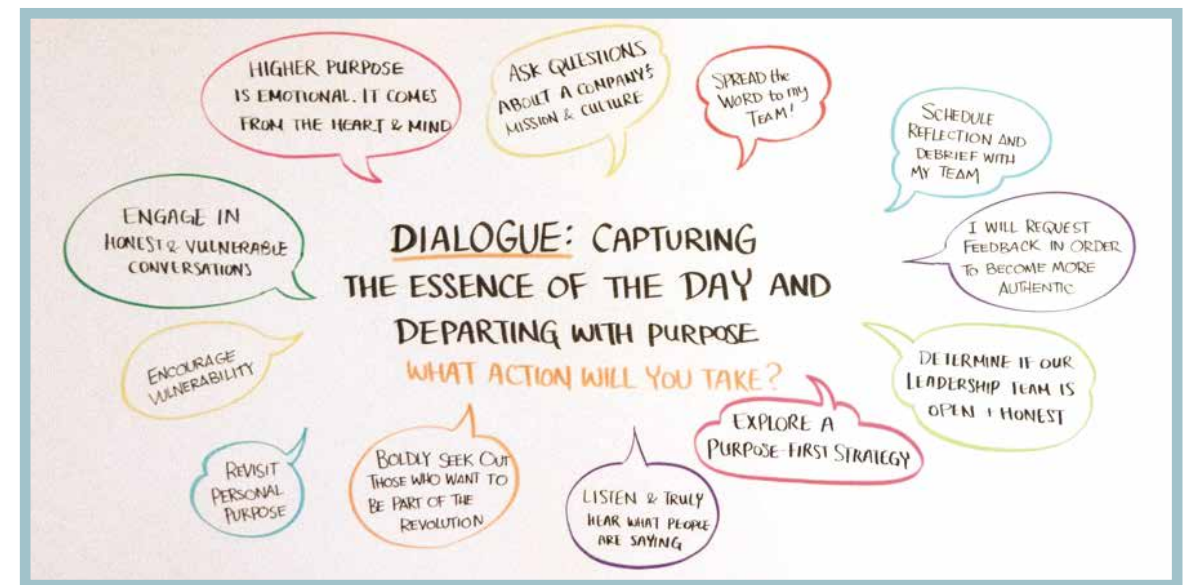 HIGHER PURPOSE
IS EMOTIONAL. IT COMES
FROM THE HEART & MIND
ASK QUESTIONS
ABOUT A COMPANY'S
MISSION & CULTURE
SPREAD the
WORD to my
TEAM!
SCHEDULE
REFLECTION AND
DEBRIEF WITH
MY TEAM
ENGAGE IN
HONEST & VULNERABLE
CONVERSATIONS
DIALOGUE: CAPTURING
THE ESSENCE OF THE DAY AND
DEPARTING WITH PURPOSE
WHAT ACTION WILL YOU TAKE?
I WILL REQUEST
FEEDBACK IN ORDER
TO BECOME MORE
AUTHENTIC
ENCOURAGE
VULNERABILITY
DETERMINE IF OUR
LEADERSHIP TEAM IS
OPEN + HONEST
REVISIT
PERSONAL
PURPOSE
BOLDLY SEEK OUT
THOSE WHO WANT TO
BE PART OF THE
REVOLUTION
LISTEN & TRULY
HEAR WHAT PEOPLE
ARE SAYING
EXPLORE A
PURPOSE-FIRST STRATEGY